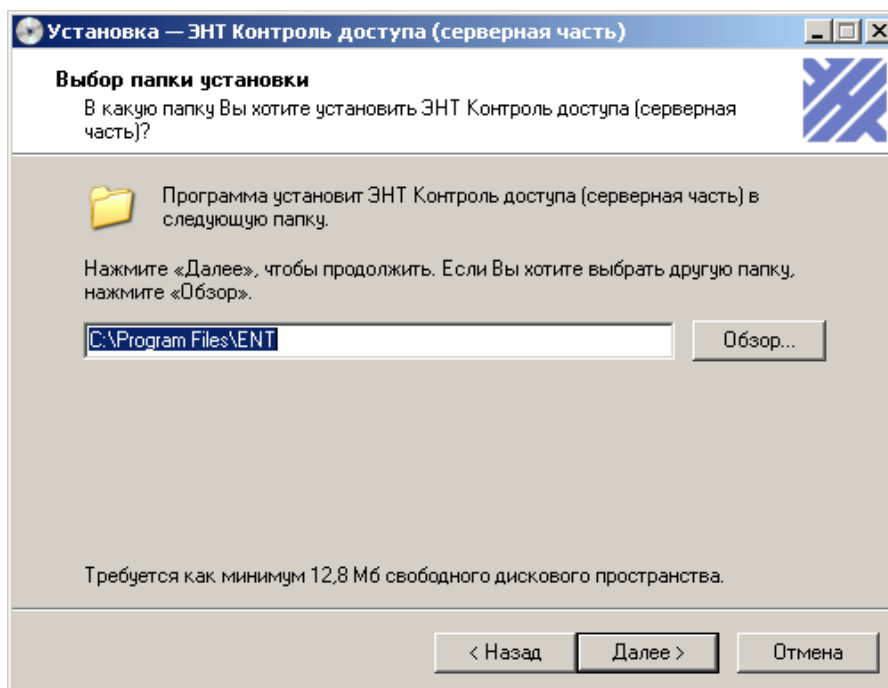 Установка — ЭНТ Контроль доступа (серверная часть)
Выбор папки установки
В какую папку Вы хотите установить ЭНТ Контроль доступа (серверная
часть)?
Программа установит ЭНТ Контроль доступа (серверная часть) в
следующую папку.
Нажмите «Далее», чтобы продолжить. Если Вы хотите выбрать другую папку,
нажмите «Обзор».
C:\Program Files\ENT
Обзор...
Требуется как минимум 12,8 Мб свободного дискового пространства.
< Назад
Далее >
Отмена